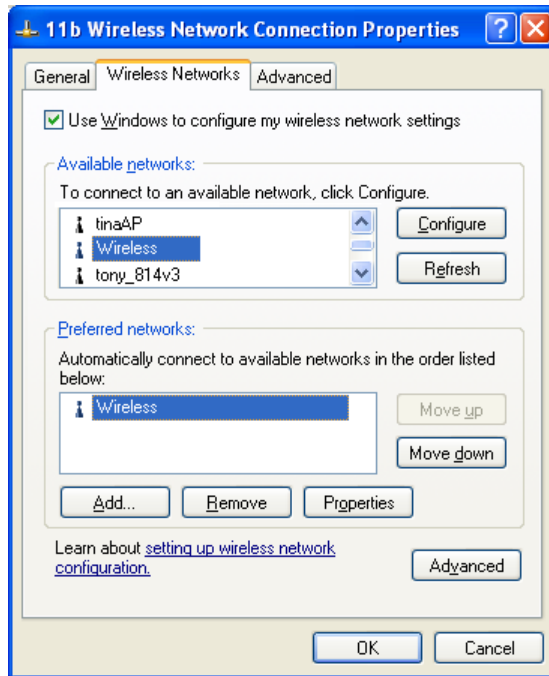 11b Wireless Network Connection Properties
General
Wireless Networks
Advanced
Use Windows to configure my wireless network settings
Available networks:
To connect to an available network, click Configure.
tinaAP
Wireless
tony_814v3
Configure
Refresh
Preferred networks:
Automatically connect to available networks in the order listed
below:
Wireless
Move up
Move down
Add...
Remove
Properties
Learn about setting up wireless network
configuration.
Advanced
OK
Cancel